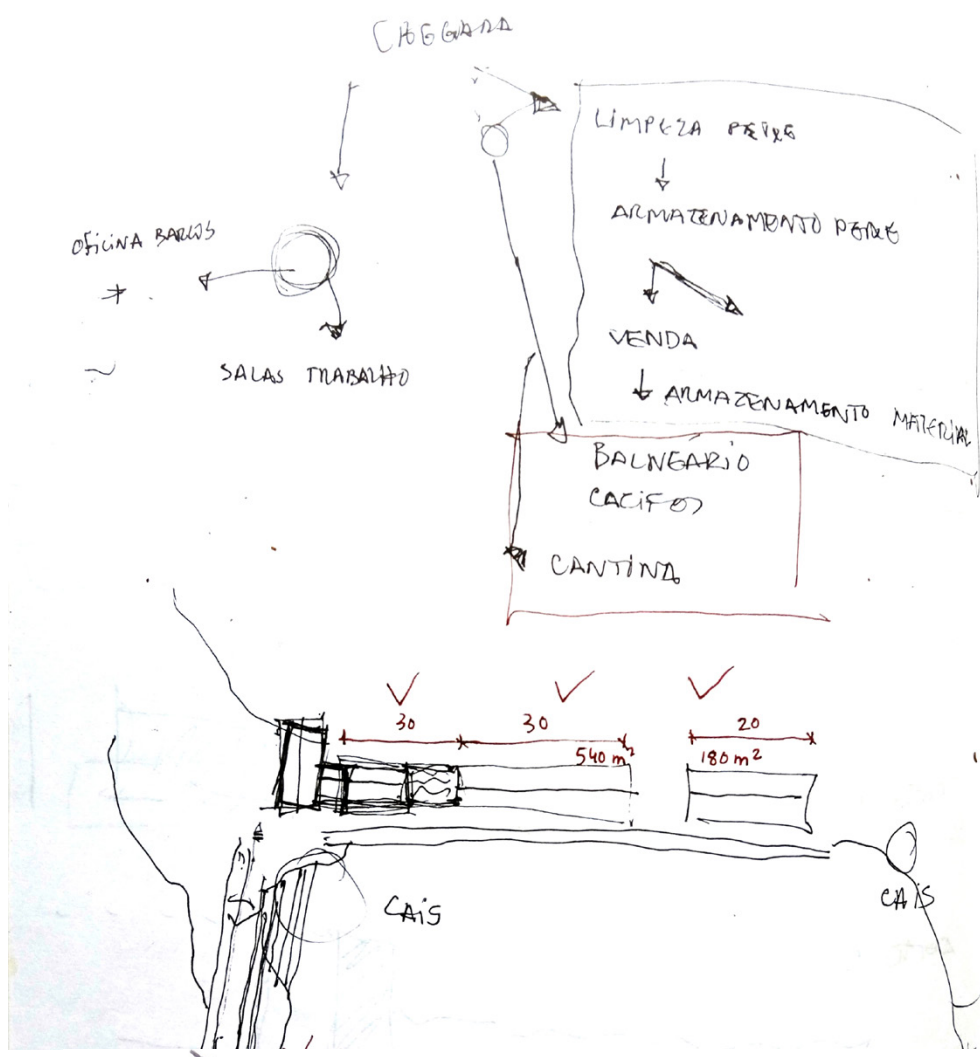 CHEGADA
LIMPEZA PEIXE
ARMAZENAMENTO PEIXE
OFICINA BARCOS
VENDA
SALAS TRABALHO
ARMAZENAMENTO MATERIAL
BALNEÁRIO
CACIFOS
CANTINA
30 30 20
540 m² 180 m²
CAIS
CAIS